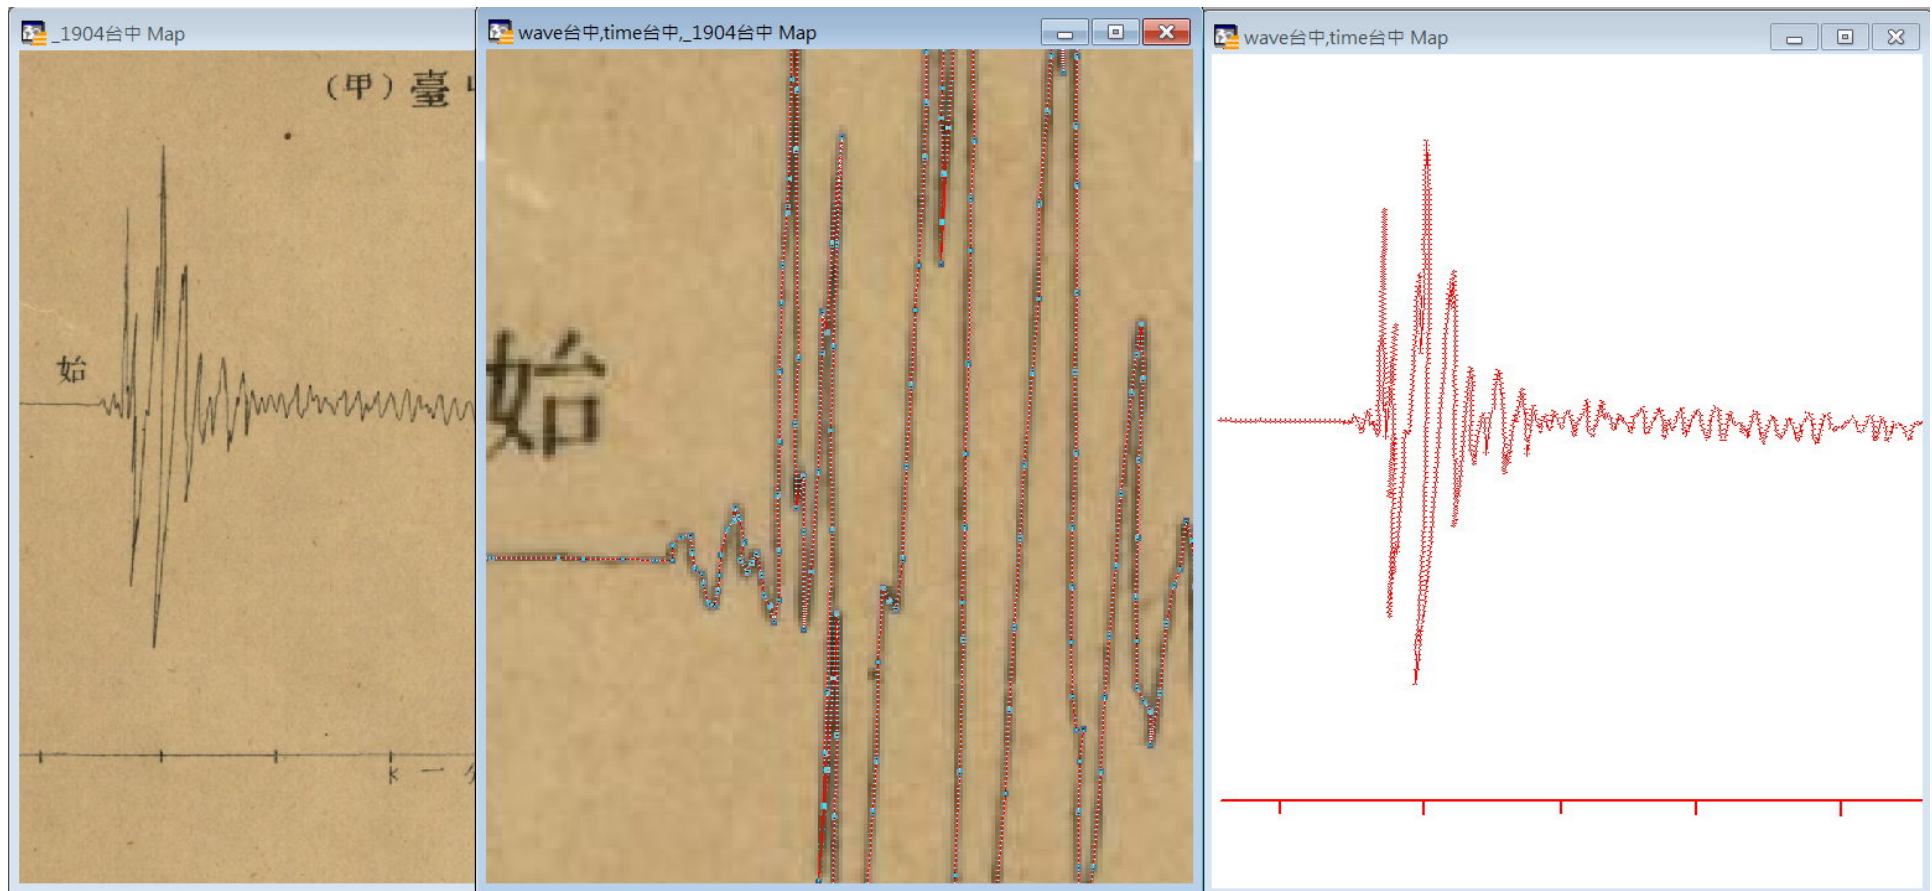 _1904台中 Map
(甲)臺
始
k 一
wave台中,time台中,_1904台中 Map
始
wave台中,time台中 Map